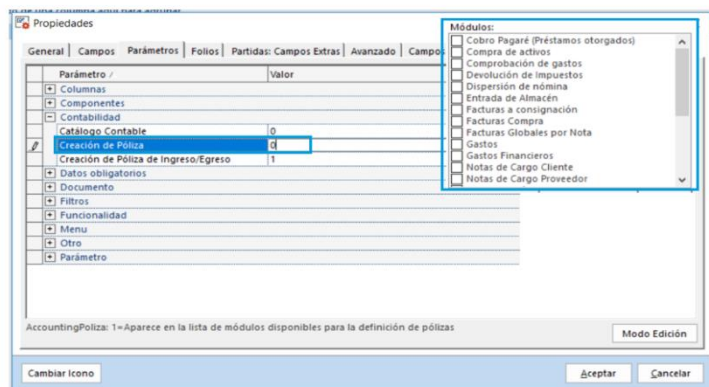 Propiedades
General Campos Parámetros Folios Partidas: Campos Extras Avanzado Campos
Parámetro Valor
Columnas
Componentes
Contabilidad
Catálogo Contable 0
Creación de Póliza 0
Creación de Póliza de Ingreso/Egreso 1
Datos obligatorios
Documento
Filtros
Funcionalidad
Menu
Otro
Parámetro
Módulos:
Cobro Pagaré (Préstamos otorgados)
Compra de activos
Comprobación de gastos
Devolución de Impuestos
Dispersión de nómina
Entrada de Almacén
Facturas a consignación
Facturas Compra
Facturas Globales por Nota
Gastos
Gastos Financieros
Notas de Cargo Cliente
Notas de Cargo Proveedor
AccountingPoliza: 1=Aparece en la lista de módulos disponibles para la definición de pólizas
Modo Edición
Cambiar Icono Aceptar Cancelar